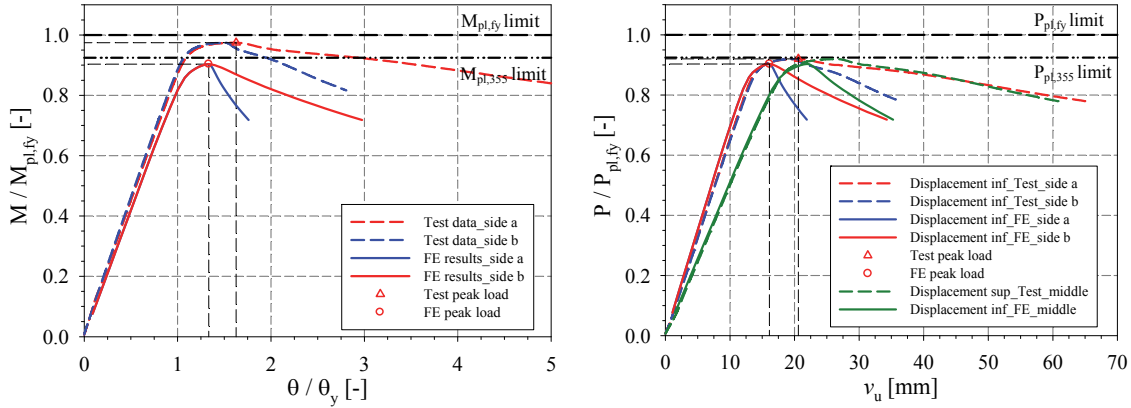 M_pl,fy limit
M_pl,355 limit
M / M_pl,fy [-]
1.0
0.8
0.6
0.4
0.2
0.0
Test data_side a
Test data_side b
FE results_side a
FE results_side b
Test peak load
FE peak load
0 1 2 3 4 5
θ / θ_y [-]
P_pl,fy limit
P_pl,355 limit
P / P_pl,fy [-]
1.0
0.8
0.6
0.4
0.2
0.0
Displacement inf_Test_side a
Displacement inf_Test_side b
Displacement inf_FE_side a
Displacement inf_FE_side b
Test peak load
FE peak load
Displacement sup_Test_middle
Displacement inf_FE_middle
0 10 20 30 40 50 60 70
v_u [mm]